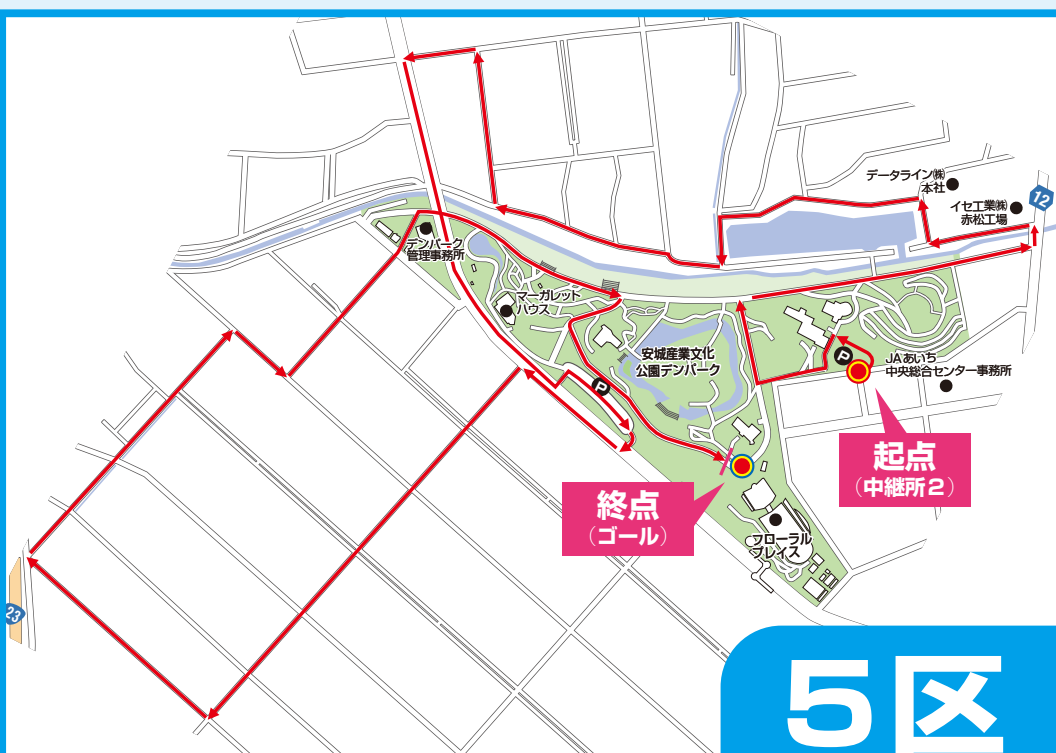 データライン㈱
本社
12
イセ工業㈱
赤松工場
デンパーク
管理事務所
マーガレット
ハウス
安城産業文化
公園デンパーク
P
JAあいち
中央総合センター事務所
P
起点
(中継所2)
終点
(ゴール)
フローラル
プレイス
23
5区